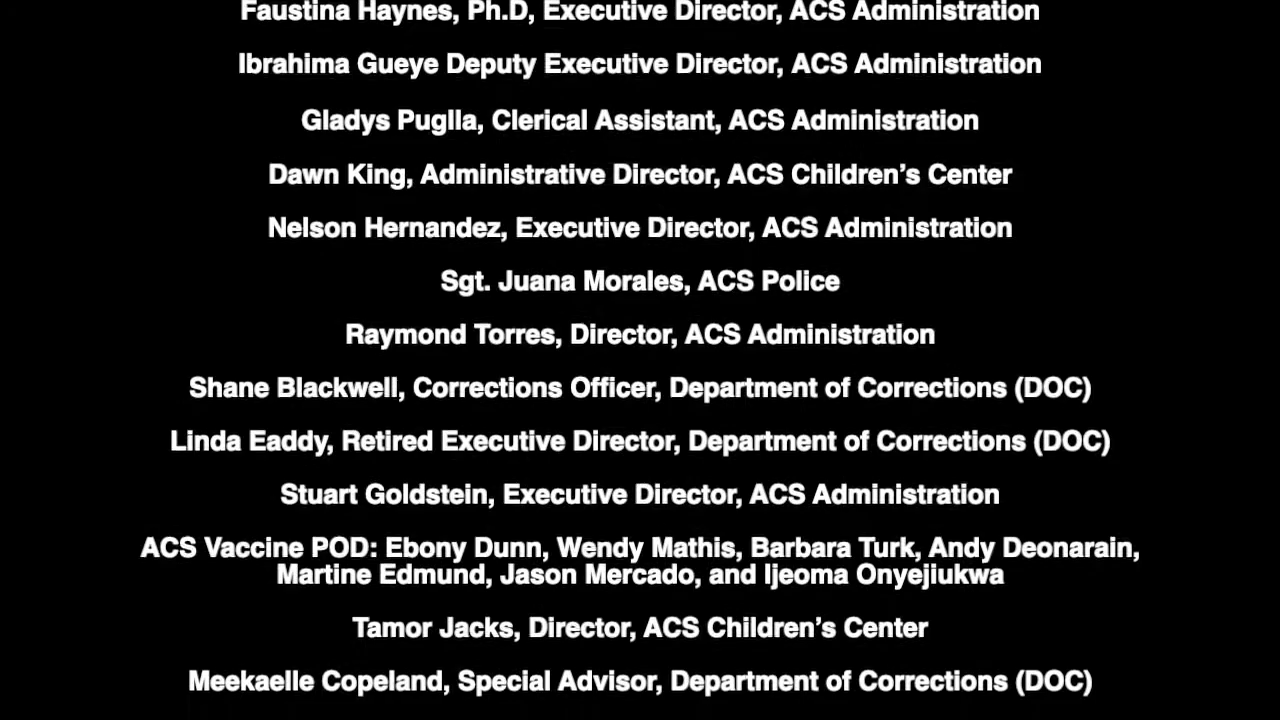 Faustina Haynes, Ph.D, Executive Director, ACS Administration
Ibrahima Gueye Deputy Executive Director, ACS Administration
Gladys Puglla, Clerical Assistant, ACS Administration
Dawn King, Administrative Director, ACS Children’s Center
Nelson Hernandez, Executive Director, ACS Administration
Sgt. Juana Morales, ACS Police
Raymond Torres, Director, ACS Administration
Shane Blackwell, Corrections Officer, Department of Corrections (DOC)
Linda Eaddy, Retired Executive Director, Department of Corrections (DOC)
Stuart Goldstein, Executive Director, ACS Administration
ACS Vaccine POD: Ebony Dunn, Wendy Mathis, Barbara Turk, Andy Deonarain,
Martine Edmund, Jason Mercado, and Ijeoma Onyejiukwa
Tamor Jacks, Director, ACS Children’s Center
Meekaelle Copeland, Special Advisor, Department of Corrections (DOC)